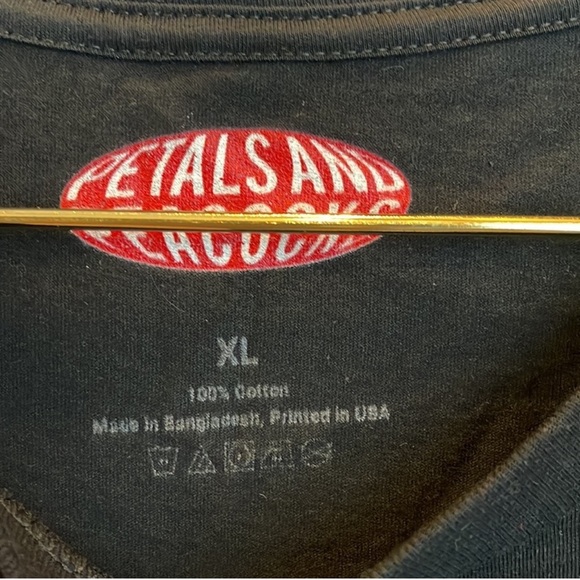 PETALS AND
PEACOCKS
XL
100% Cotton
Made in Bangladesh, Printed in USA